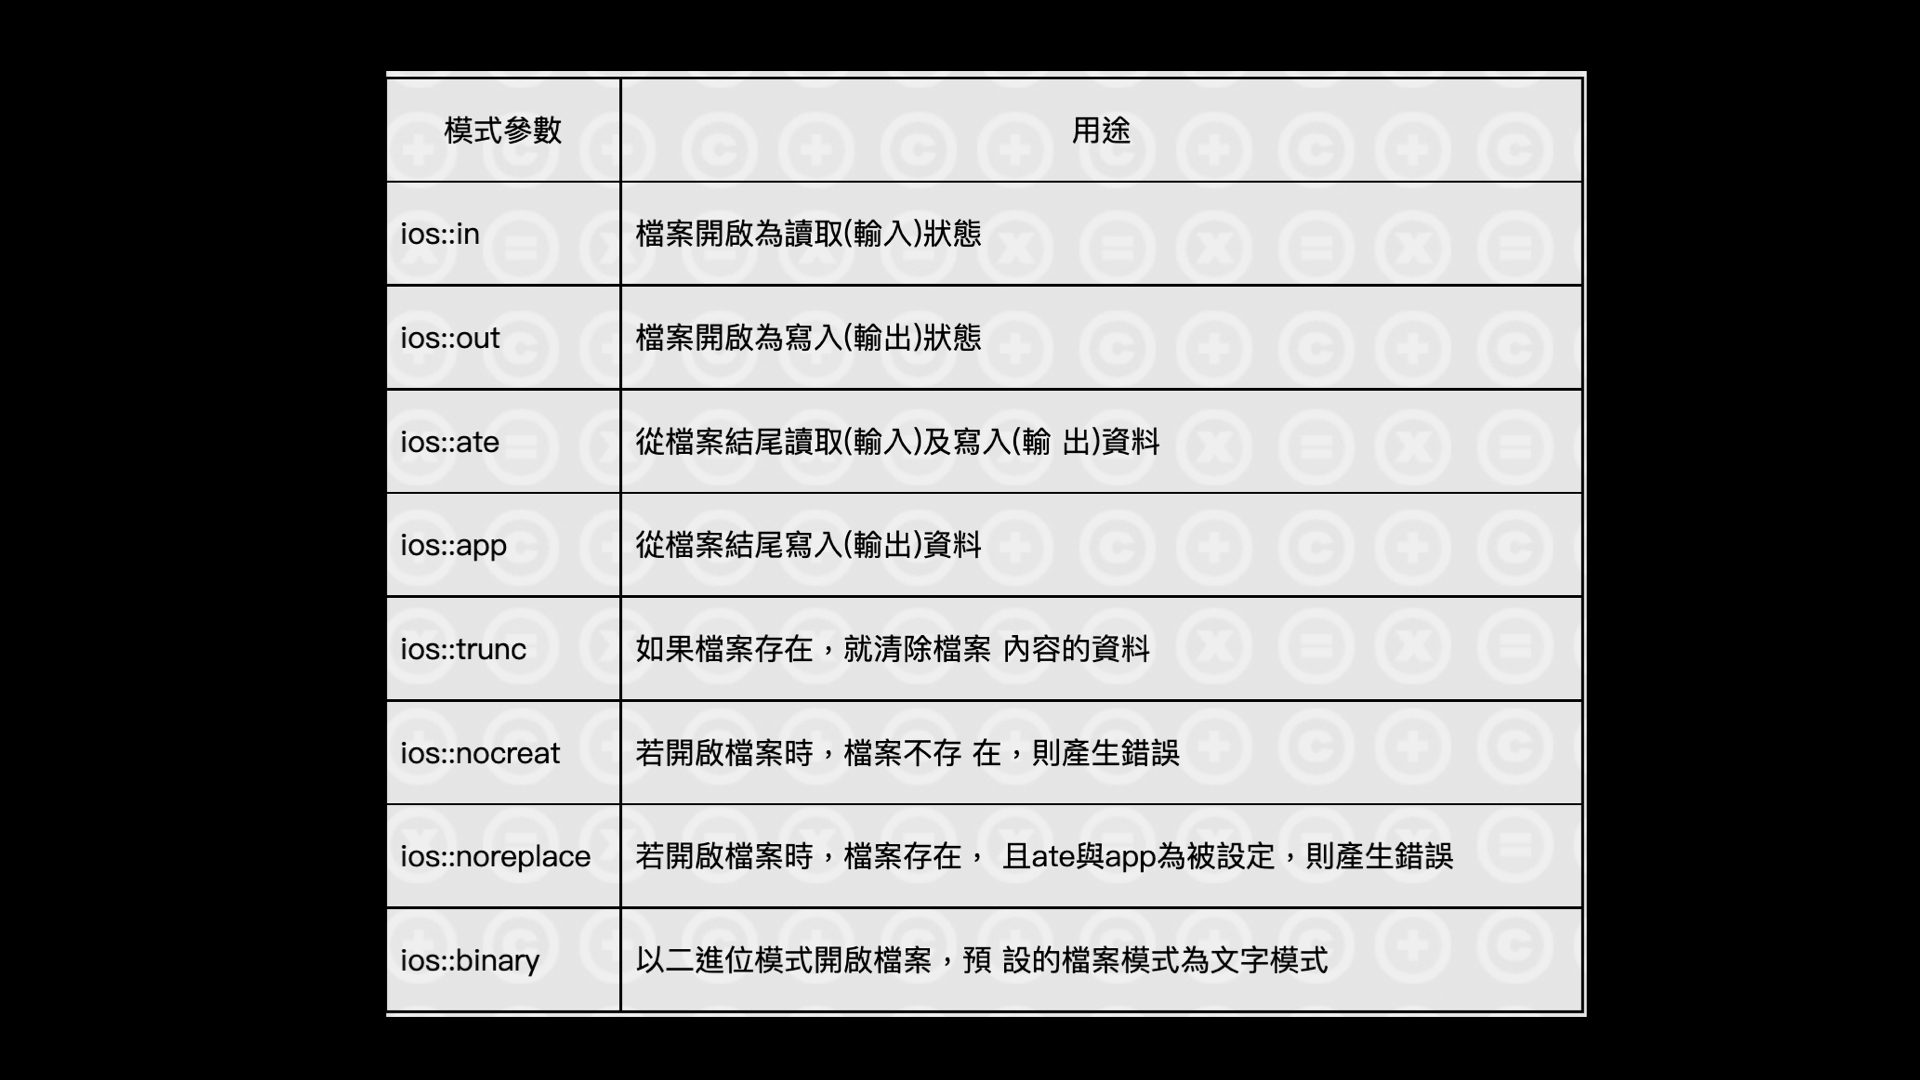 模式參數 用途
ios::in 檔案開啟為讀取(輸入)狀態
ios::out 檔案開啟為寫入(輸出)狀態
ios::ate 從檔案結尾讀取(輸入)及寫入(輸 出)資料
ios::app 從檔案結尾寫入(輸出)資料
ios::trunc 如果檔案存在，就清除檔案 內容的資料
ios::nocreat 若開啟檔案時，檔案不存 在，則產生錯誤
ios::noreplace 若開啟檔案時，檔案存在， 且ate與app為被設定，則產生錯誤
ios::binary 以二進位模式開啟檔案，預 設的檔案模式為文字模式